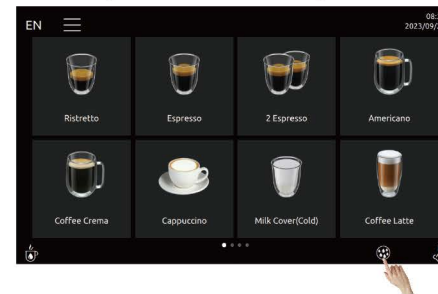 EN
Ristretto
Espresso
2 Espresso
Americano
Coffee Crema
Cappuccino
Milk Cover(Cold)
Coffee Latte